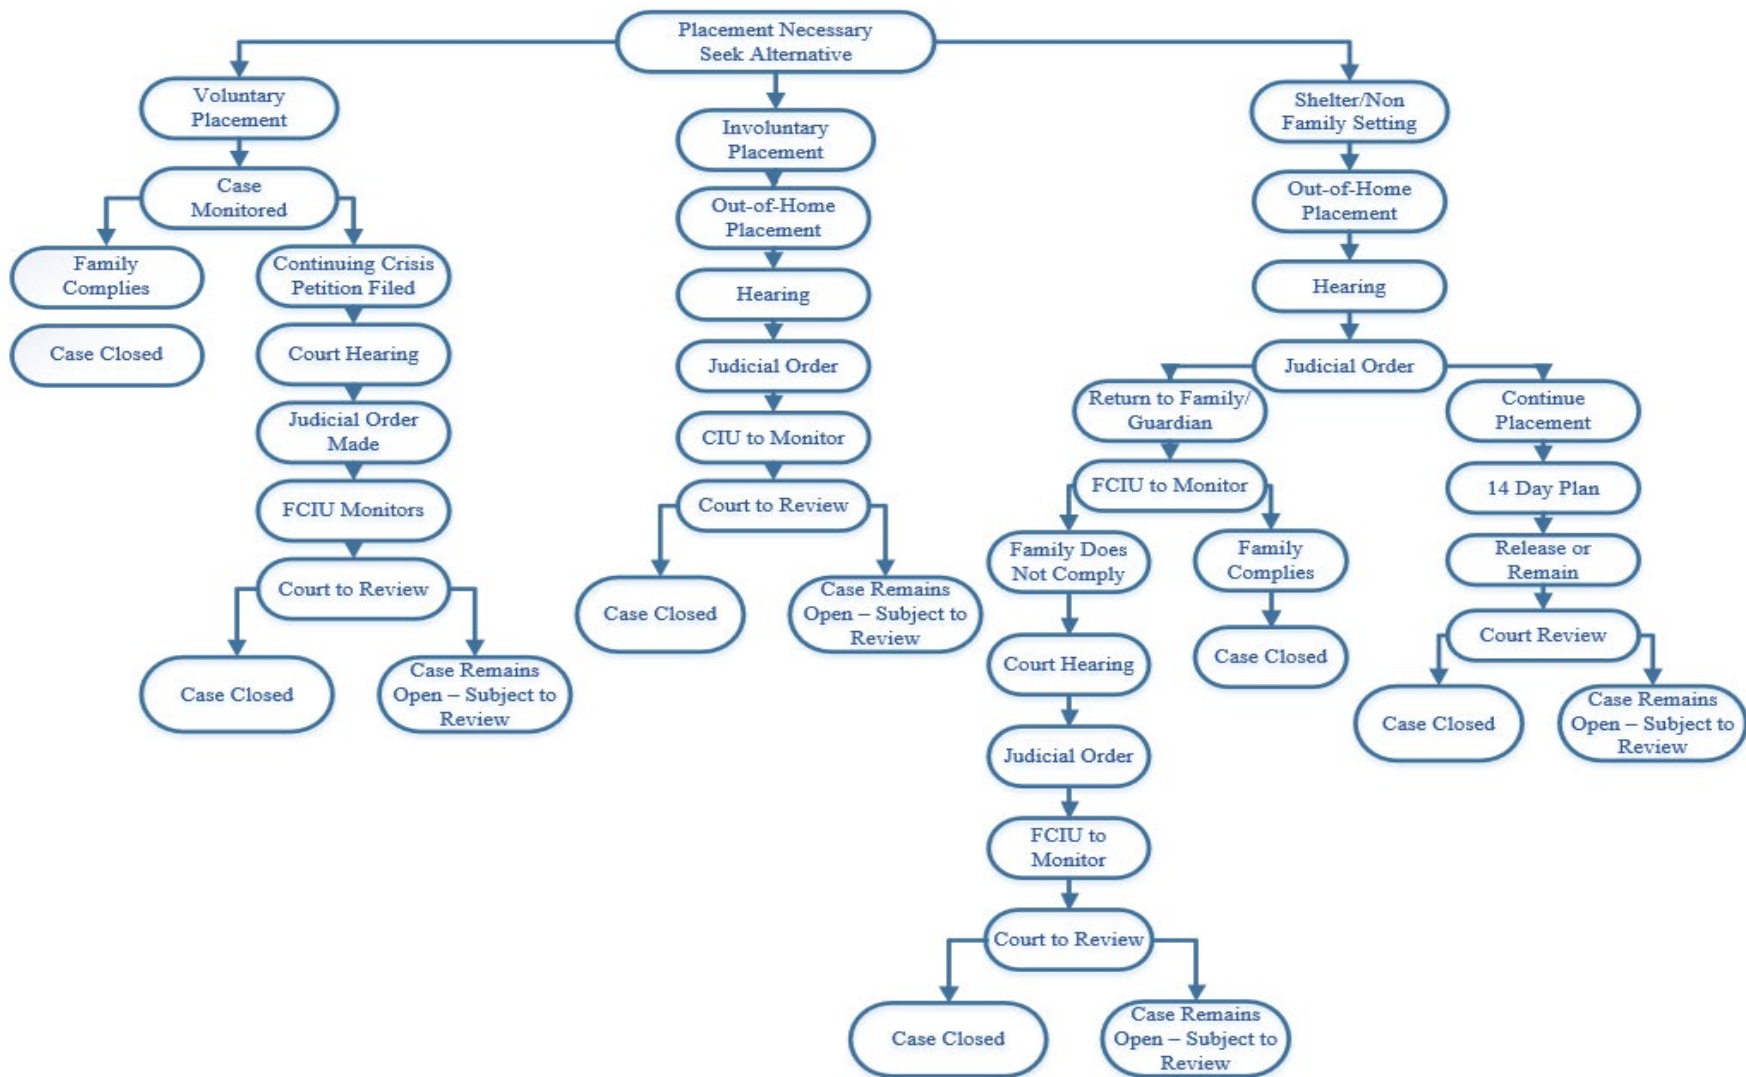 Placement Necessary
Seek Alternative
Voluntary
Placement
Case
Monitored
Family
Complies
Case Closed
Continuing Crisis
Petition Filed
Court Hearing
Judicial Order
Made
FCIU Monitors
Court to Review
Case Closed
Case Remains
Open – Subject to
Review
Involuntary
Placement
Out-of-Home
Placement
Hearing
Judicial Order
CIU to Monitor
Court to Review
Case Closed
Case Remains
Open – Subject to
Review
Shelter/Non
Family Setting
Out-of-Home
Placement
Hearing
Judicial Order
Return to Family/
Guardian
FCIU to Monitor
Family Does
Not Comply
Court Hearing
Judicial Order
FCIU to
Monitor
Court to Review
Case Closed
Case Remains
Open – Subject to
Review
Family
Complies
Case Closed
Continue
Placement
14 Day Plan
Release or
Remain
Court Review
Case Closed
Case Remains
Open – Subject to
Review